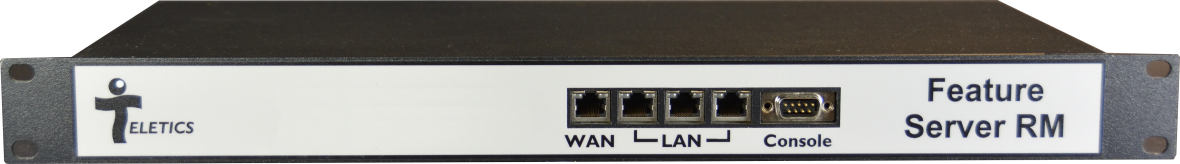 TELETICS
WAN
LAN
Console
Feature
Server RM